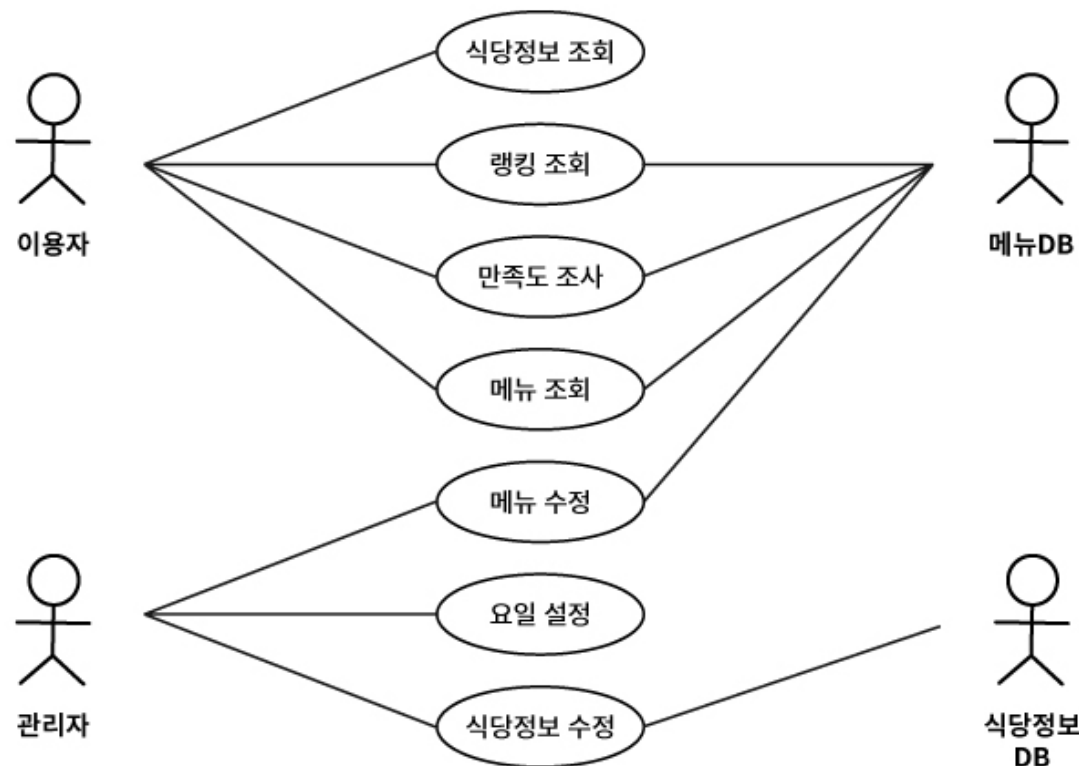 식당정보 조회
랭킹 조회
이용자
메뉴DB
만족도 조사
메뉴 조회
메뉴 수정
요일 설정
관리자
식당정보 수정
식당정보
DB